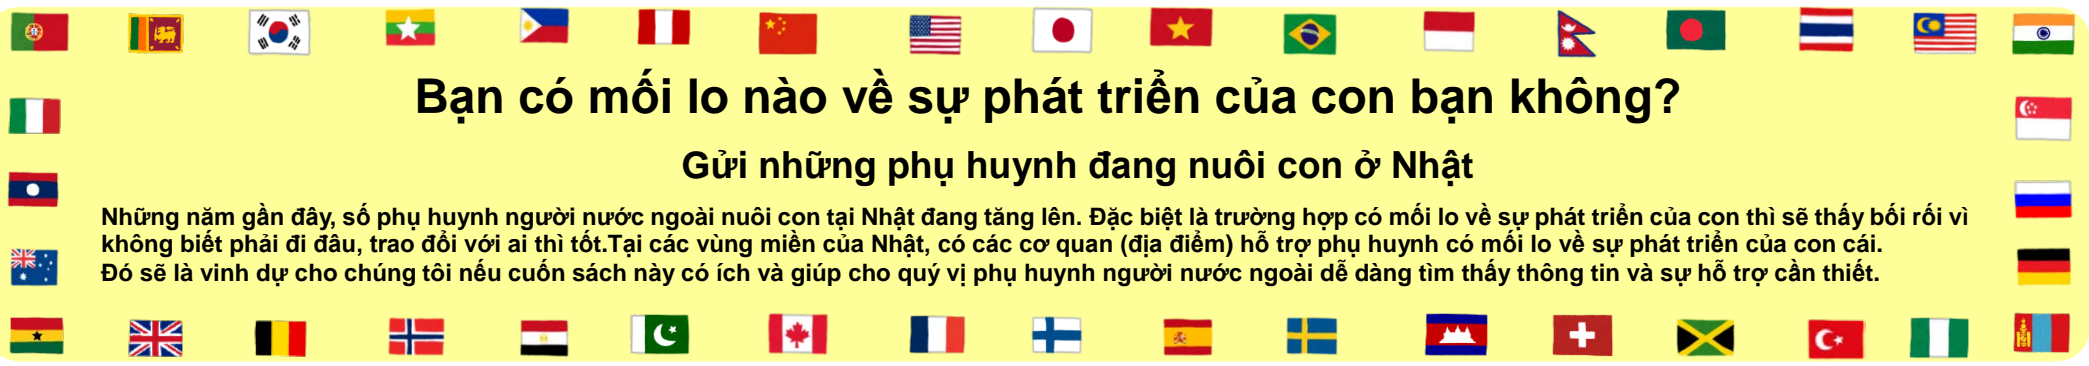 Bạn có mối lo nào về sự phát triển của con bạn không?
Gửi những phụ huynh đang nuôi con ở Nhật
Những năm gần đây, số phụ huynh người nước ngoài nuôi con tại Nhật đang tăng lên. Đặc biệt là trường hợp có mối lo về sự phát triển của con thì sẽ thấy bối rối vì
không biết phải đi đâu, trao đổi với ai thì tốt.Tại các vùng miền của Nhật, có các cơ quan (địa điểm) hỗ trợ phụ huynh có mối lo về sự phát triển của con cái.
Đó sẽ là vinh dự cho chúng tôi nếu cuốn sách này có ích và giúp cho quý vị phụ huynh người nước ngoài dễ dàng tìm thấy thông tin và sự hỗ trợ cần thiết.